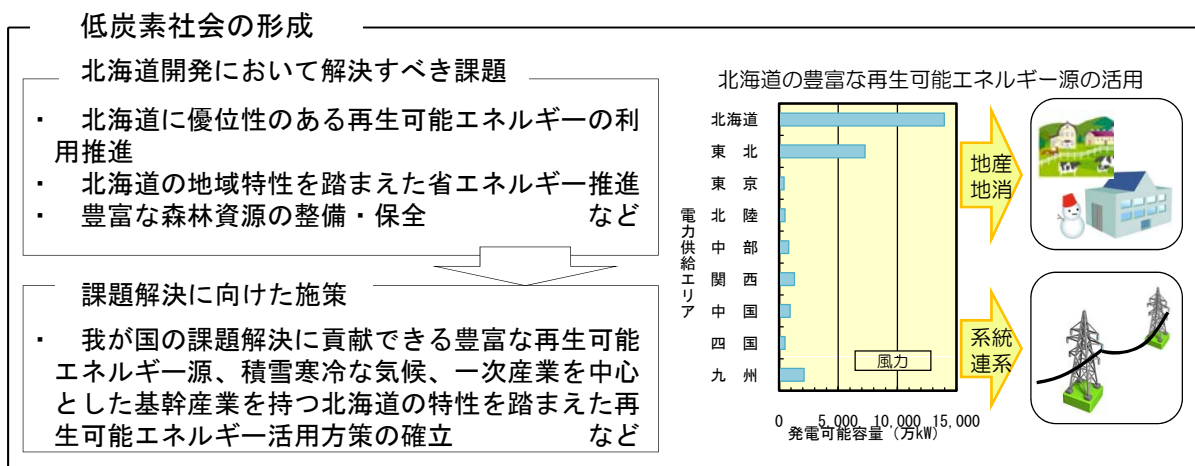 低炭素社会の形成
北海道開発において解決すべき課題
・ 北海道に優位性のある再生可能エネルギーの利
用推進
・ 北海道の地域特性を踏まえた省エネルギー推進
・ 豊富な森林資源の整備・保全 など
課題解決に向けた施策
・ 我が国の課題解決に貢献できる豊富な再生可能
エネルギー源、積雪寒冷な気候、一次産業を中心
とした基幹産業を持つ北海道の特性を踏まえた再
生可能エネルギー活用方策の確立 など
北海道の豊富な再生可能エネルギー源の活用
電力供給エリア
北海道
東 北
東 京
北 陸
中 部
関 西
中 国
四 国
九 州
風力
0 5,000 10,000 15,000
発電可能容量（万kW）
地産
地消
系統
連系